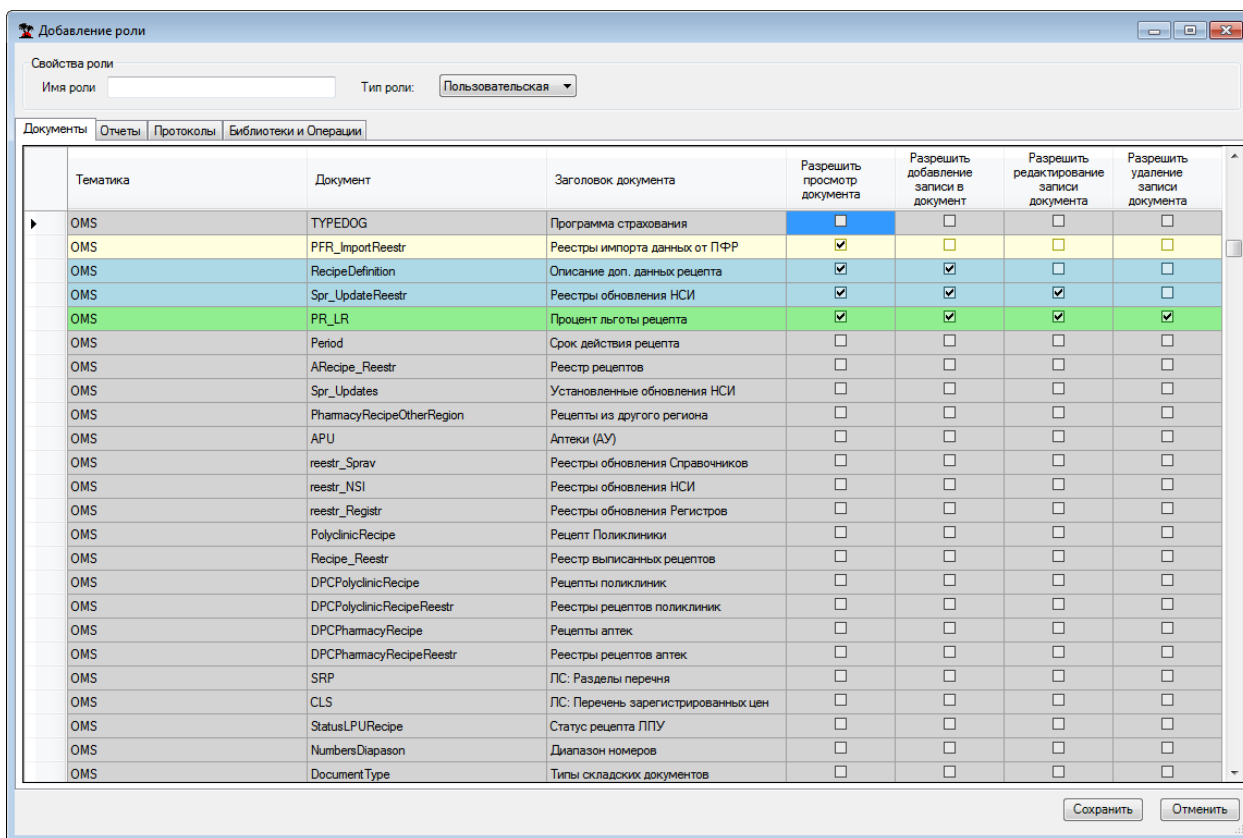 Добавление роли
Свойства роли
Имя роли Тип роли: Пользовательская
Документы Отчеты Протоколы Библиотеки и Операции
Тематика Документ Заголовок документа Разрешить просмотр документа Разрешить добавление записи в документ Разрешить редактирование записи документа Разрешить удаление записи документа
OMS TYPEDOG Программа страхования
OMS PFR_ImportReestr Реестры импорта данных от ПФР
OMS RecipeDefinition Описание доп. данных рецепта
OMS Spr_UpdateReestr Реестры обновления НСИ
OMS PR_LR Процент льготы рецепта
OMS Period Срок действия рецепта
OMS ARecipe_Reestr Реестр рецептов
OMS Spr_Updates Установленные обновления НСИ
OMS PharmacyRecipeOtherRegion Рецепты из другого региона
OMS APU Аптеки (АУ)
OMS reestr_Sprav Реестры обновления Справочников
OMS reestr_NSI Реестры обновления НСИ
OMS reestr_Registr Реестры обновления Регистров
OMS PolyclinicRecipe Рецепт Поликлиники
OMS Recipe_Reestr Реестр выписанных рецептов
OMS DPCPolyclinicRecipe Рецепты поликлиник
OMS DPCPolyclinicRecipeReestr Реестры рецептов поликлиник
OMS DPCPharmacyRecipe Рецепты аптек
OMS DPCPharmacyRecipeReestr Реестры рецептов аптек
OMS SRP ЛС: Разделы перечня
OMS CLS ЛС: Перечень зарегистрированных цен
OMS StatusLPURecipe Статус рецепта ЛПУ
OMS NumbersDiapason Диапазон номеров
OMS DocumentType Типы складских документов
Сохранить Отменить